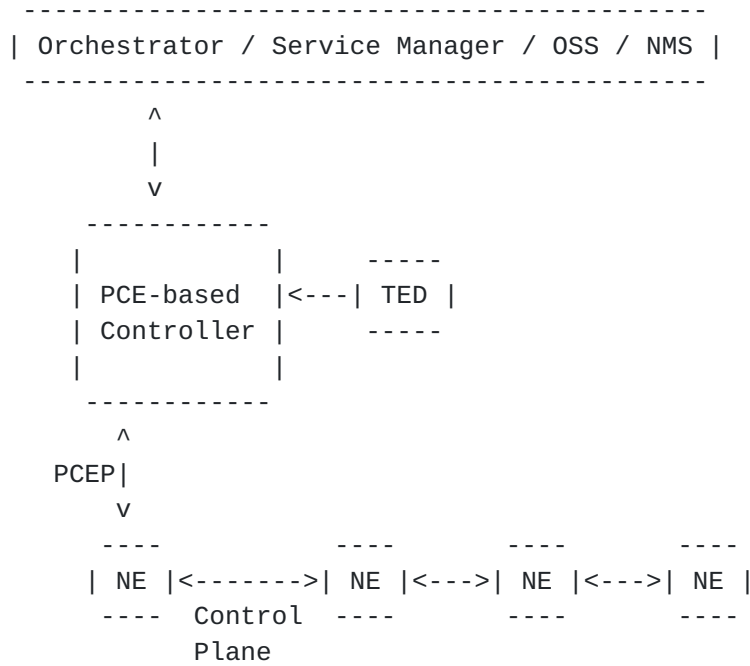 Orchestrator / Service Manager / OSS / NMS
PCE-based
Controller
TED
PCEP
NE NE NE NE
Control
Plane